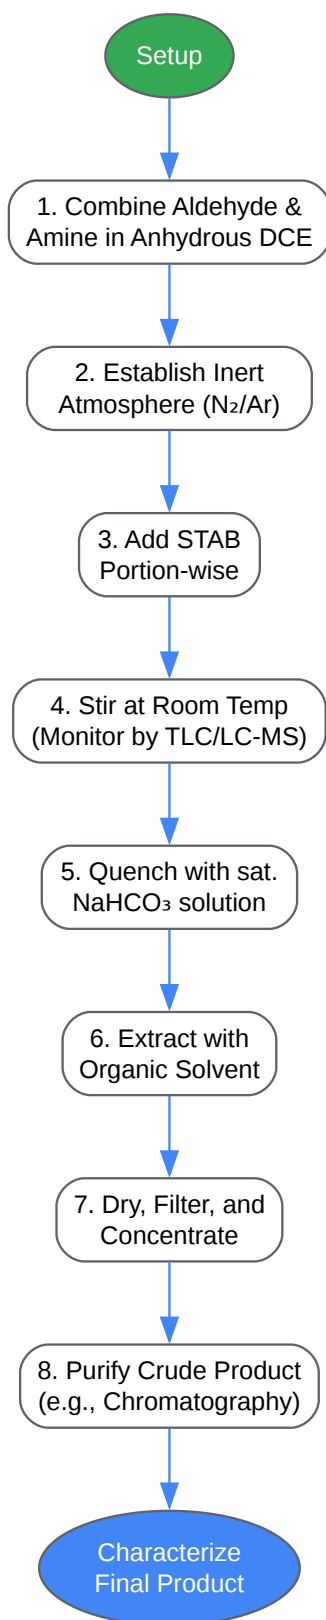 Setup
1. Combine Aldehyde &
Amine in Anhydrous DCE
2. Establish Inert
Atmosphere (N₂/Ar)
3. Add STAB
Portion-wise
4. Stir at Room Temp
(Monitor by TLC/LC-MS)
5. Quench with sat.
NaHCO₃ solution
6. Extract with
Organic Solvent
7. Dry, Filter, and
Concentrate
8. Purify Crude Product
(e.g., Chromatography)
Characterize
Final Product